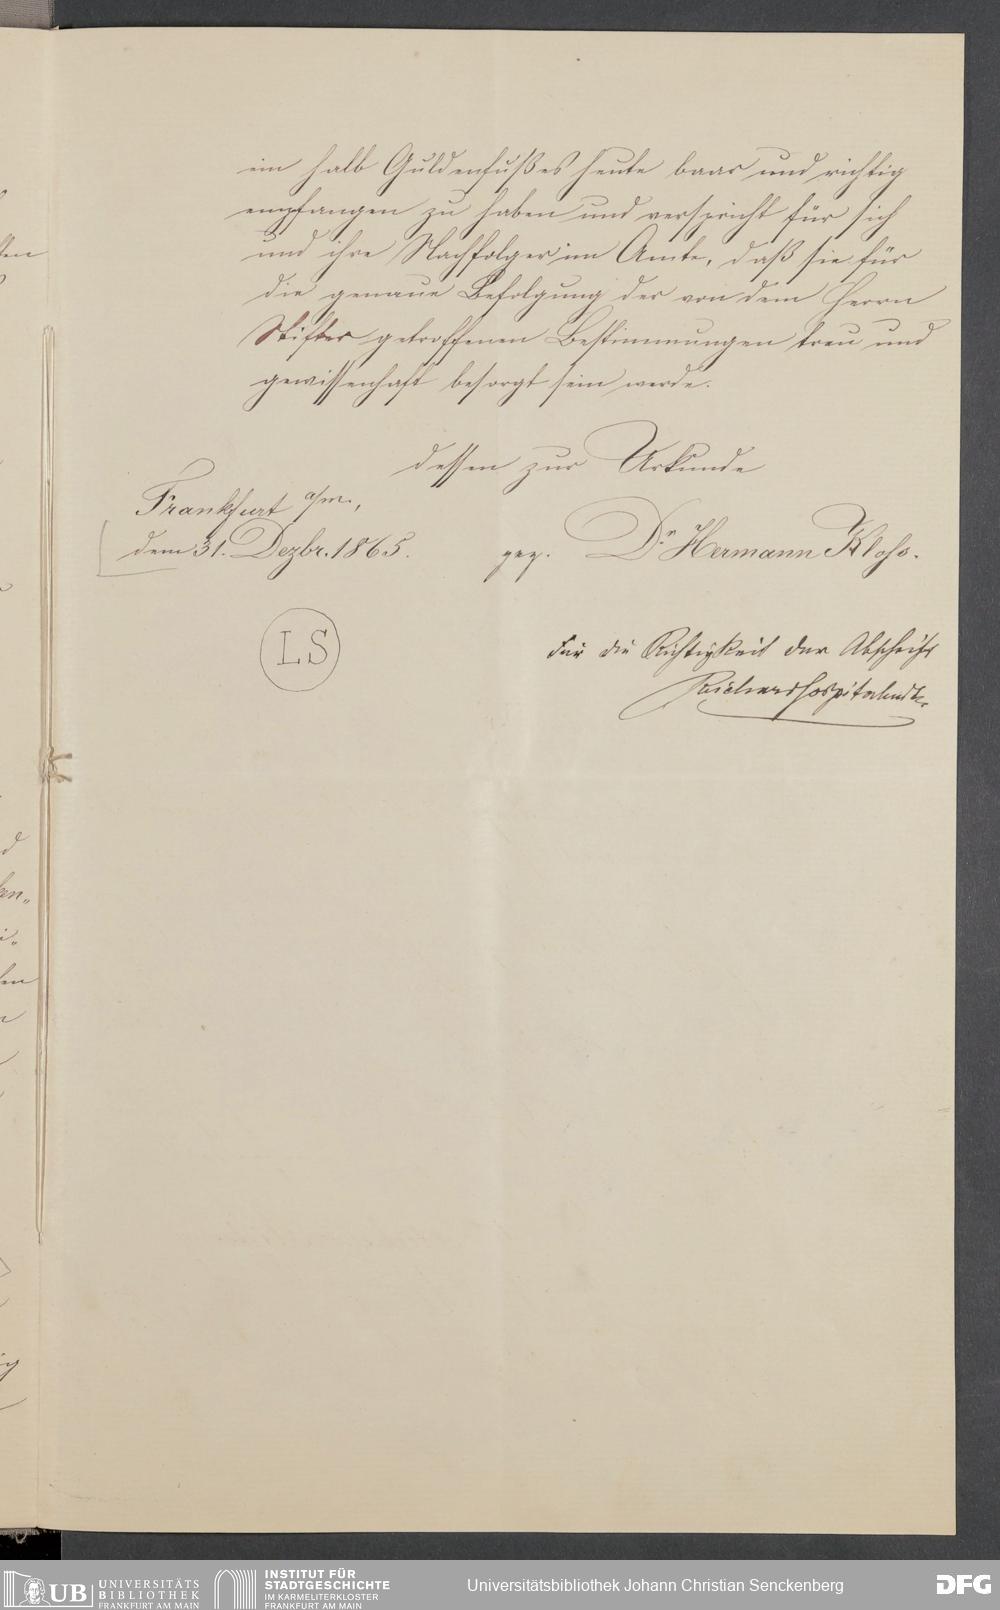 ein halb Guldenfußes heute baar und richtig
empfangen zu haben und verspricht für sich
und ihre Nachfolger im Amte, daß sie für
die genaue Befolgung der von dem Herrn
Stifter getroffenen Bestimmungen treu und
gewissenhaft besorgt sein werde.
dessen zur Urkunde
Frankfurt a/m.,
dem 31. Dezbr. 1865.
gez. Dr Hermann Kloss.
LS
Für die Richtigkeit der Abschrift
UB UNIVERSITÄTS BIBLIOTHEK FRANKFURT AM MAIN
INSTITUT FÜR STADTGESCHICHTE IM KARMELITERKLOSTER FRANKFURT AM MAIN
Universitätsbibliothek Johann Christian Senckenberg
DFG